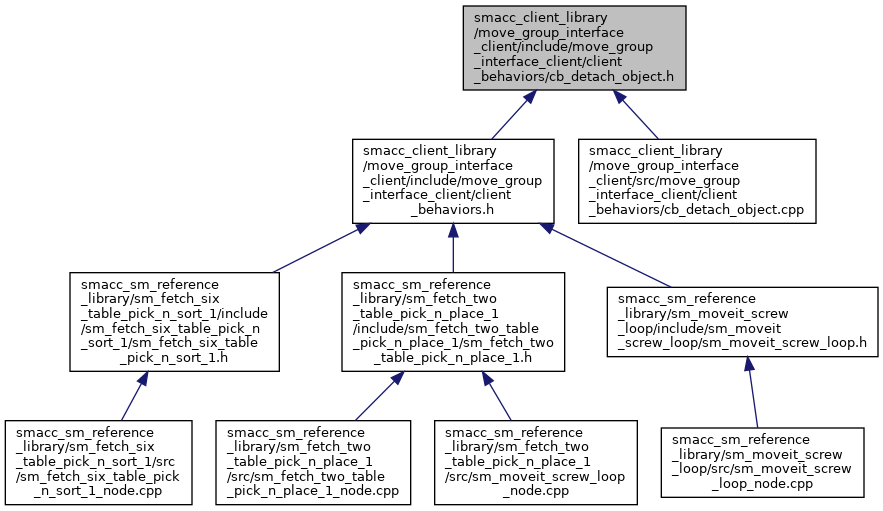 smacc_client_library
/move_group_interface
_client/include/move_group
_interface_client/client
_behaviors/cb_detach_object.h
smacc_client_library
/move_group_interface
_client/include/move_group
_interface_client/client
_behaviors.h
smacc_client_library
/move_group_interface
_client/src/move_group
_interface_client/client
_behaviors/cb_detach_object.cpp
smacc_sm_reference
_library/sm_fetch_six
_table_pick_n_sort_1/include
/sm_fetch_six_table_pick_n
_sort_1/sm_fetch_six_table
_pick_n_sort_1.h
smacc_sm_reference
_library/sm_fetch_two
_table_pick_n_place_1
/include/sm_fetch_two_table
_pick_n_place_1/sm_fetch_two
_table_pick_n_place_1.h
smacc_sm_reference
_library/sm_moveit_screw
_loop/include/sm_moveit
_screw_loop/sm_moveit_screw_loop.h
smacc_sm_reference
_library/sm_fetch_six
_table_pick_n_sort_1/src
/sm_fetch_six_table_pick
_n_sort_1_node.cpp
smacc_sm_reference
_library/sm_fetch_two
_table_pick_n_place_1
/src/sm_fetch_two_table
_pick_n_place_1_node.cpp
smacc_sm_reference
_library/sm_fetch_two
_table_pick_n_place_1
/src/sm_moveit_screw_loop
_node.cpp
smacc_sm_reference
_library/sm_moveit_screw
_loop/src/sm_moveit_screw
_loop_node.cpp